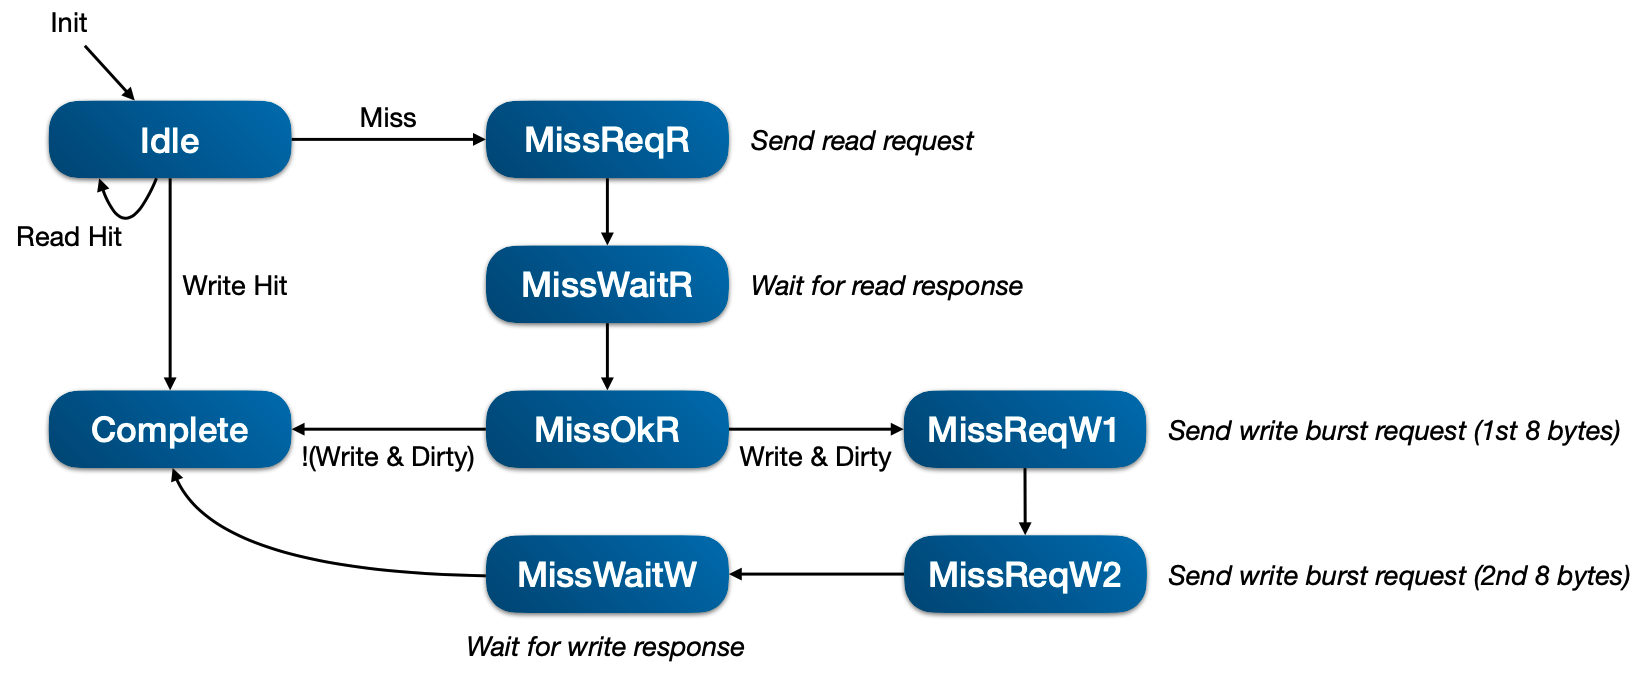 Init
Idle
Miss
MissReqR
Send read request
Read Hit
Write Hit
MissWaitR
Wait for read response
Complete
!(Write & Dirty)
MissOkR
Write & Dirty
MissReqW1
Send write burst request (1st 8 bytes)
MissWaitW
MissReqW2
Send write burst request (2nd 8 bytes)
Wait for write response